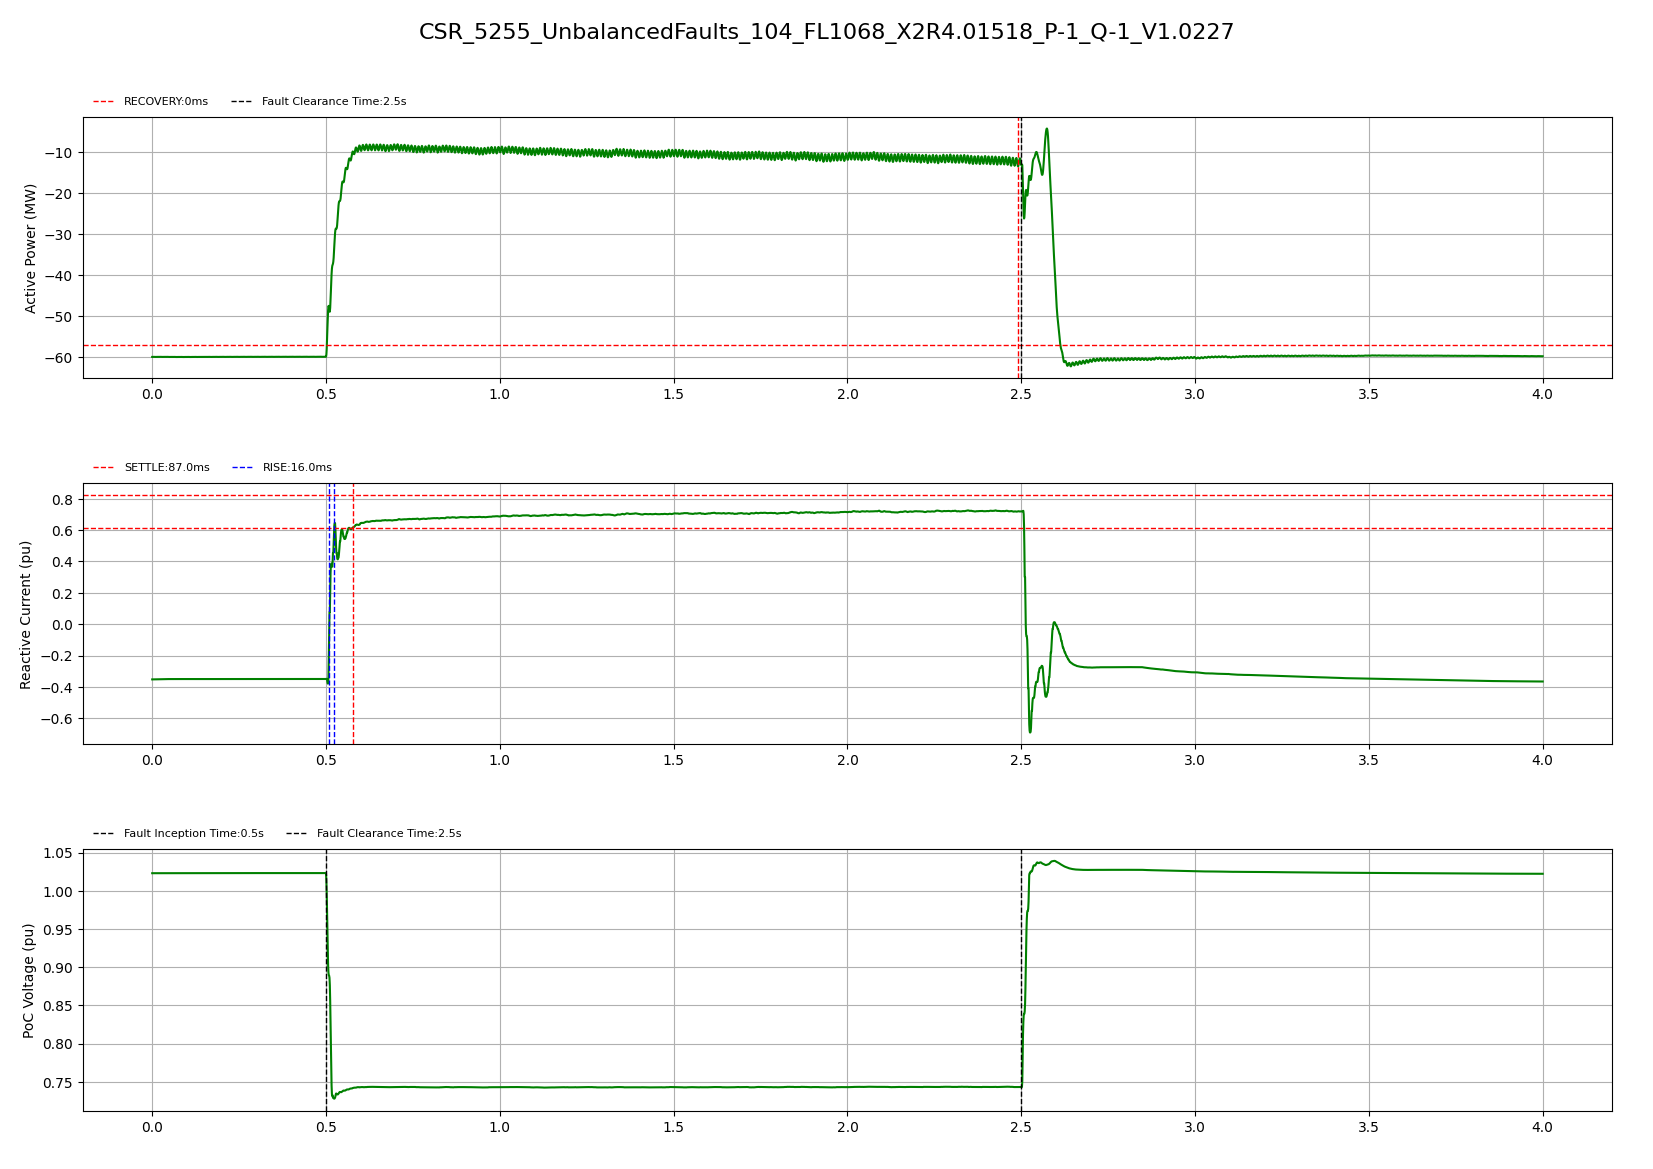 CSR_5255_UnbalancedFaults_104_FL1068_X2R4.01518_P-1_Q-1_V1.0227
RECOVERY:0ms Fault Clearance Time:2.5s
Active Power (MW)
−10
−20
−30
−40
−50
−60
0.0 0.5 1.0 1.5 2.0 2.5 3.0 3.5 4.0
SETTLE:87.0ms RISE:16.0ms
Reactive Current (pu)
0.8
0.6
0.4
0.2
0.0
−0.2
−0.4
−0.6
0.0 0.5 1.0 1.5 2.0 2.5 3.0 3.5 4.0
Fault Inception Time:0.5s Fault Clearance Time:2.5s
PoC Voltage (pu)
1.05
1.00
0.95
0.90
0.85
0.80
0.75
0.0 0.5 1.0 1.5 2.0 2.5 3.0 3.5 4.0